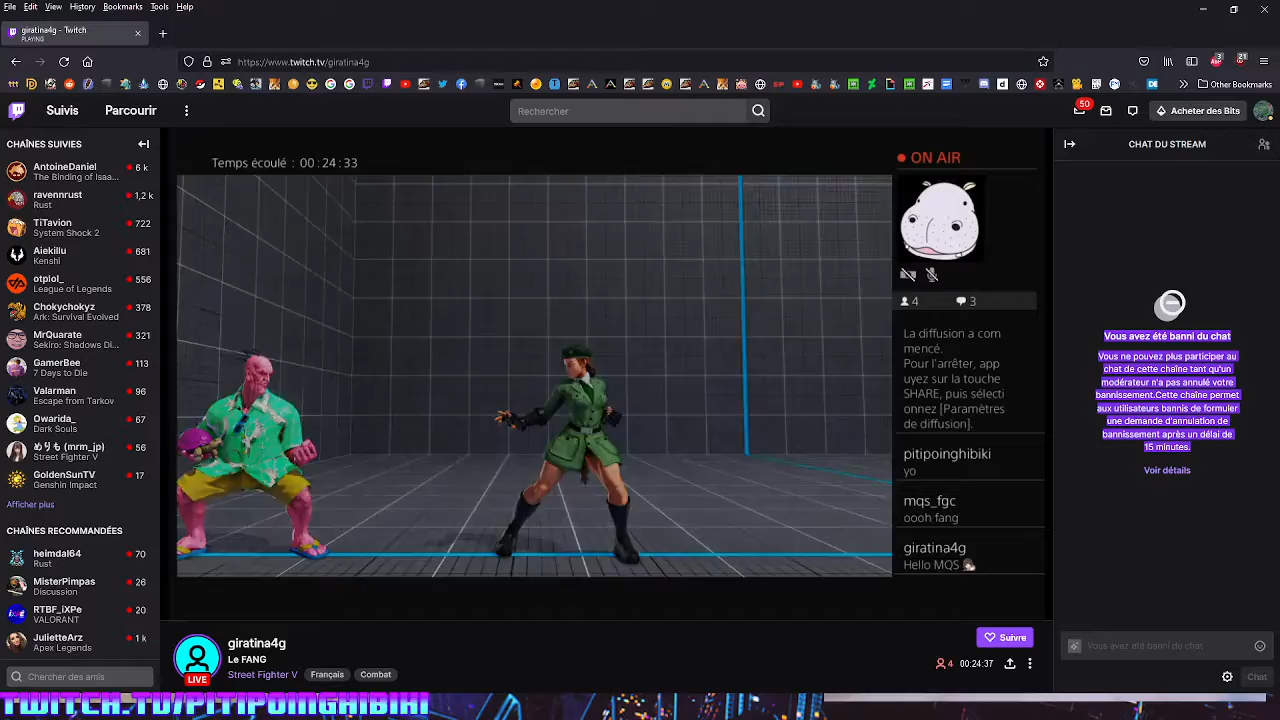 File Edit View History Bookmarks Tools Help
giratina4g - Twitch
PLAYING
https://www.twitch.tv/giratina4g
Other Bookmarks
Suivis
Parcourir
Rechercher
50
Acheter des Bits
CHAÎNES SUIVIES
AntoineDaniel
6 k
The Binding of Isaa...
ravennrust
1,2 k
Rust
TiTavion
722
System Shock 2
Aiekillu
681
Kenshi
otplol_
556
League of Legends
Chokychokyz
378
Ark: Survival Evolved
MrQuarate
321
Sekiro: Shadows Di...
GamerBee
113
7 Days to Die
Valarman
96
Escape from Tarkov
Qwarida_
67
Dark Souls
めりも (mrm_jp)
56
Street Fighter V
GoldenSunTV
17
Genshin Impact
Afficher plus
CHAÎNES RECOMMANDÉES
heimdal64
70
Rust
MisterPimpas
26
Discussion
RTBF_iXPe
20
VALORANT
JulietteArz
1 k
Apex Legends
Chercher des amis
Temps écoulé : 00:24:33
ON AIR
4
3
La diffusion a com
mencé.
Pour l'arrêter, app
uyez sur la touche
SHARE, puis sélecti
onnez [Paramètres
de diffusion].
pitipoinghibiki
yo
mqs_fgc
oooh fang
giratina4g
Hello MQS
giratina4g
Le FANG
Street Fighter V
Français
Combat
LIVE
Suivre
4
00:24:37
CHAT DU STREAM
Vous avez été banni du chat
Vous ne pouvez plus participer au
chat de cette chaîne tant qu'un
modérateur n'a pas annulé votre
bannissement.Cette chaîne permet
aux utilisateurs bannis de formuler
une demande d'annulation de
bannissement après un délai de
15 minutes.
Voir détails
Vous avez été banni du chat
Chat
TWITCH.TV/PITIPOINGHIBIKI